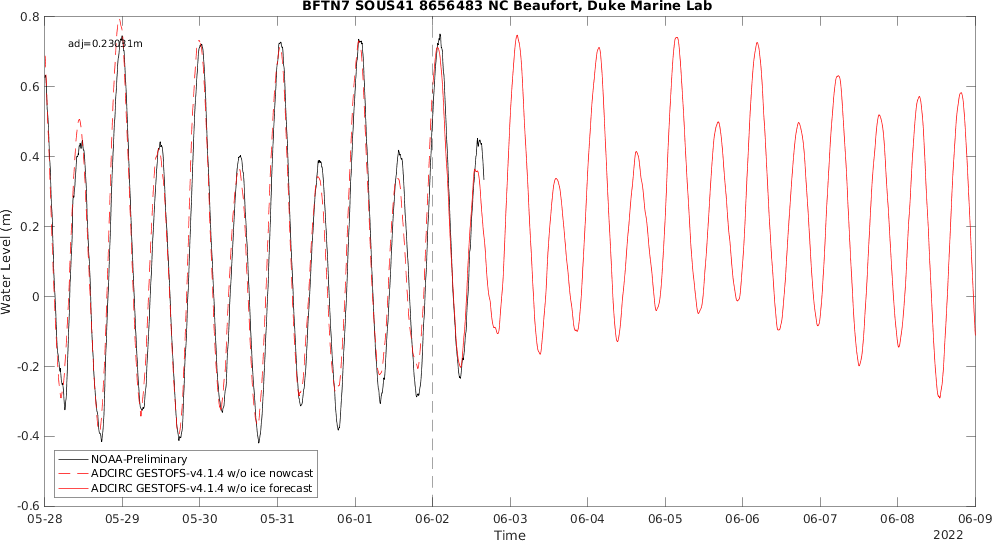 BFTN7 SOUS41 8656483 NC Beaufort, Duke Marine Lab
0.8
adj=0.23031m
0.6
0.4
0.2
0
-0.2
-0.4
-0.6
Water Level (m)
NOAA-Preliminary
ADCIRC GESTOFS-v4.1.4 w/o ice nowcast
ADCIRC GESTOFS-v4.1.4 w/o ice forecast
05-28 05-29 05-30 05-31 06-01 06-02 06-03 06-04 06-05 06-06 06-07 06-08 06-09
Time
2022